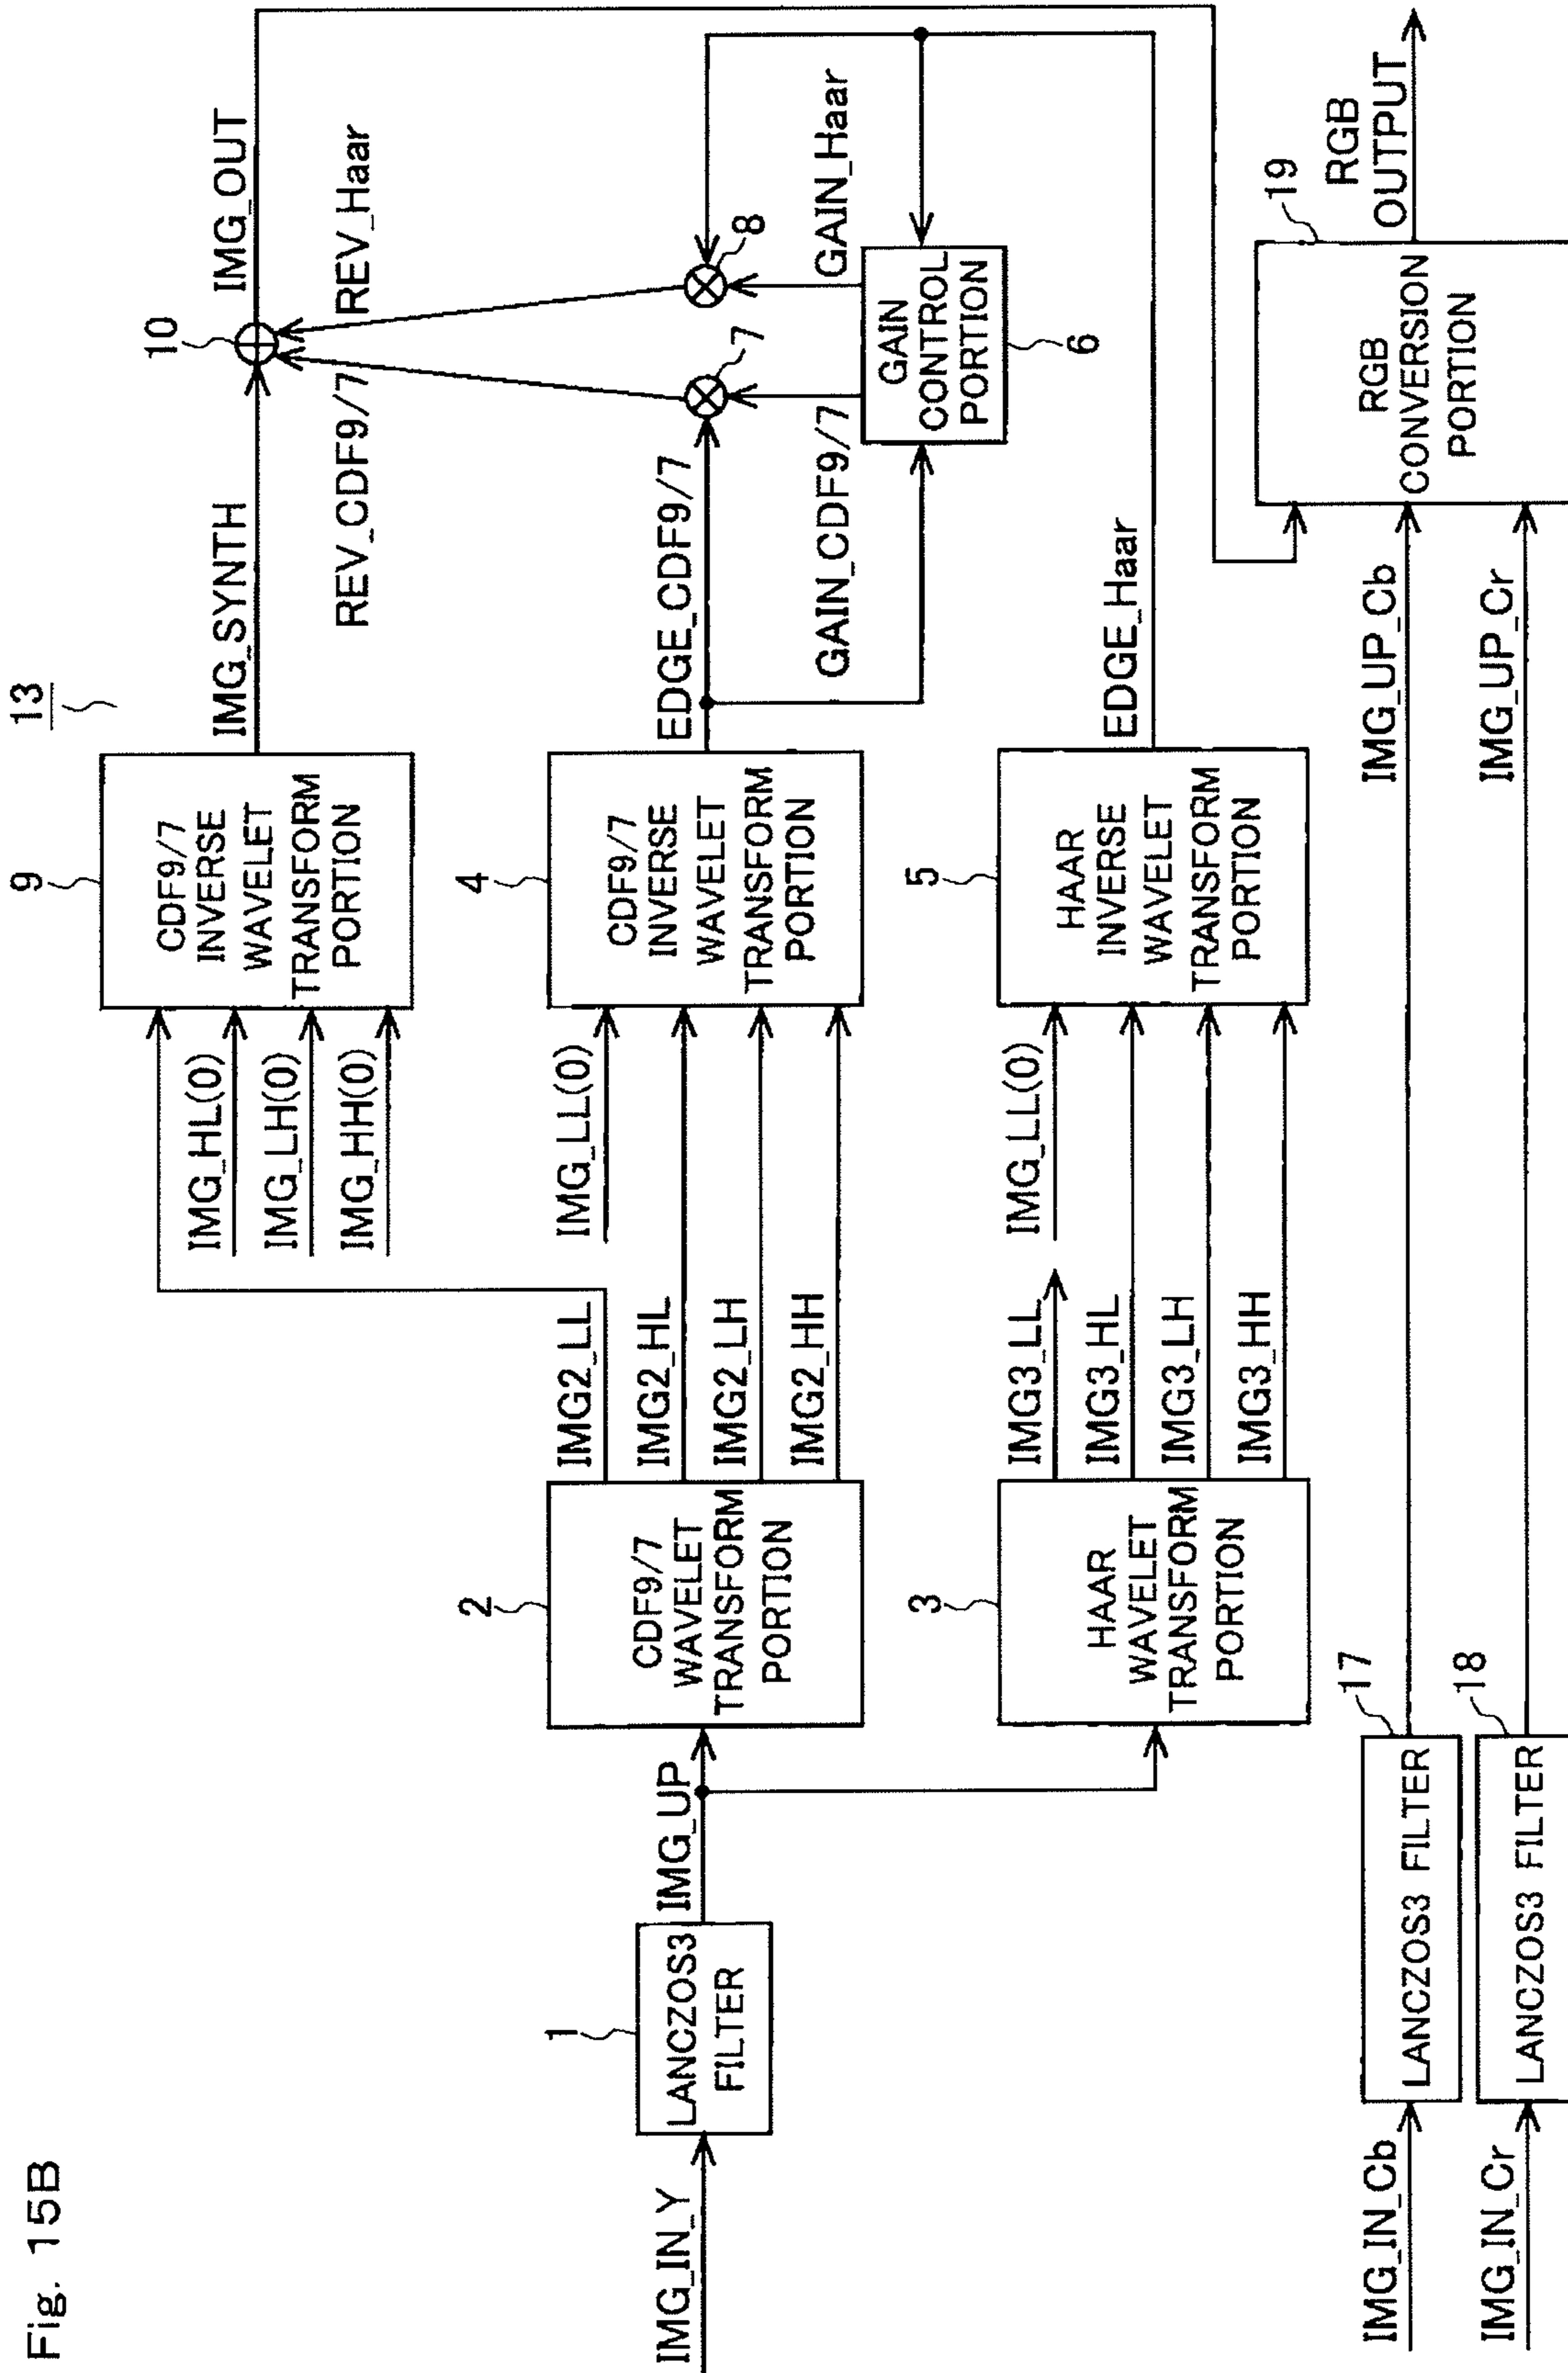 Fig. 15B
13
IMG_IN_Y
1
LANCZOS3
FILTER
IMG_UP
2
CDF9/7
WAVELET
TRANSFORM
PORTION
IMG2_LL
IMG2_HL
IMG2_LH
IMG2_HH
9
CDF9/7
INVERSE
WAVELET
TRANSFORM
PORTION
IMG_HL(0)
IMG_LH(0)
IMG_HH(0)
IMG_SYNTH
10
IMG_OUT
REV_CDF9/7
REV_Haar
4
CDF9/7
INVERSE
WAVELET
TRANSFORM
PORTION
IMG_LL(0)
EDGE_CDF9/7
7
8
GAIN_CDF9/7
GAIN_Haar
GAIN
CONTROL
PORTION
6
3
HAAR
WAVELET
TRANSFORM
PORTION
IMG3_LL
IMG3_HL
IMG3_LH
IMG3_HH
IMG_LL(0)
5
HAAR
INVERSE
WAVELET
TRANSFORM
PORTION
EDGE_Haar
IMG_IN_Cb
LANCZOS3 FILTER
17
IMG_UP_Cb
IMG_IN_Cr
LANCZOS3 FILTER
18
IMG_UP_Cr
19
RGB
CONVERSION
PORTION
RGB
OUTPUT